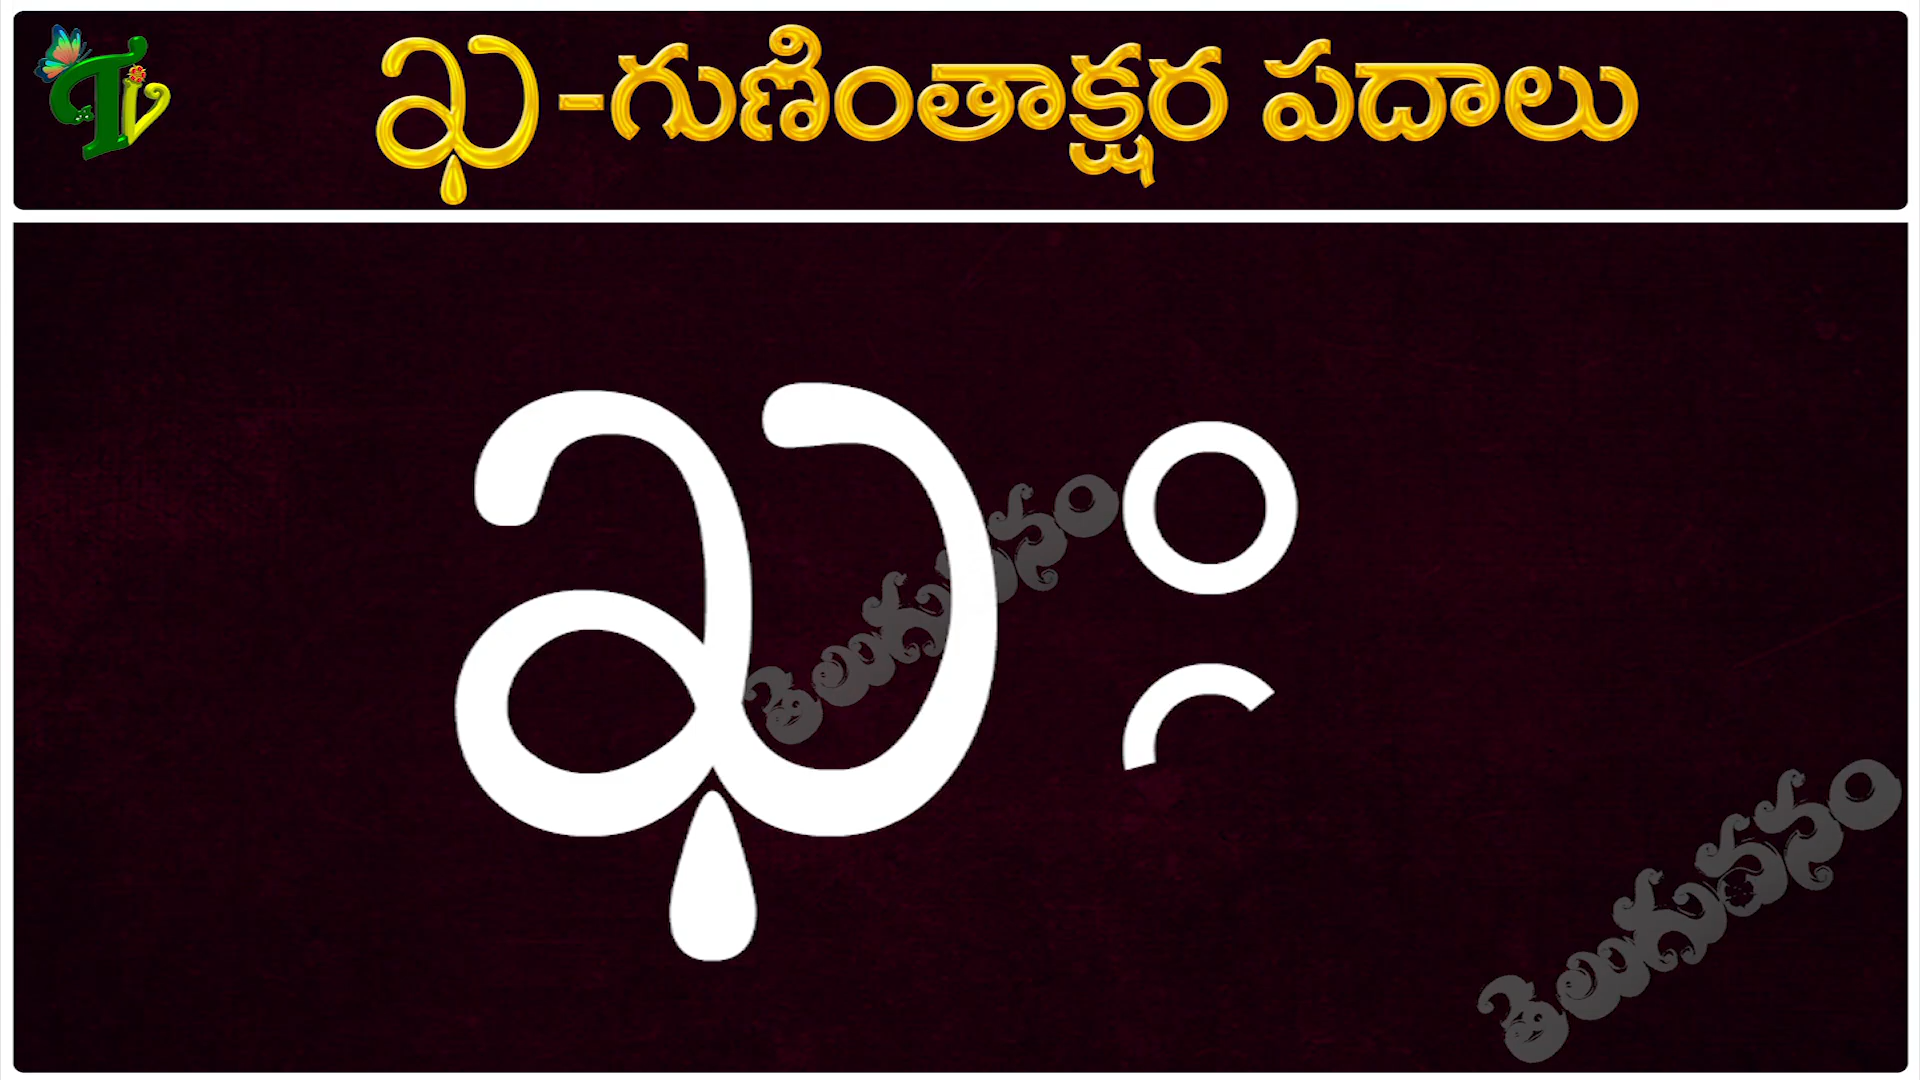 ఖ-గుణింతాక్షర పదాలు
ఖః
తెలుగువనం
తెలుగువనం